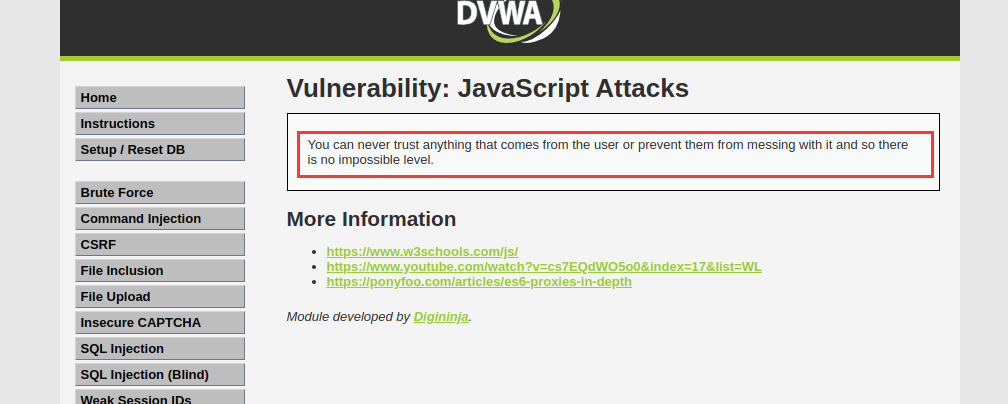 DVWA
Vulnerability: JavaScript Attacks
Home
Instructions
Setup / Reset DB
Brute Force
Command Injection
CSRF
File Inclusion
File Upload
Insecure CAPTCHA
SQL Injection
SQL Injection (Blind)
Weak Session IDs
You can never trust anything that comes from the user or prevent them from messing with it and so there
is no impossible level.
More Information
https://www.w3schools.com/js/
https://www.youtube.com/watch?v=cs7EQdWO5o0&index=17&list=WL
https://ponyfoo.com/articles/es6-proxies-in-depth
Module developed by Digininja.